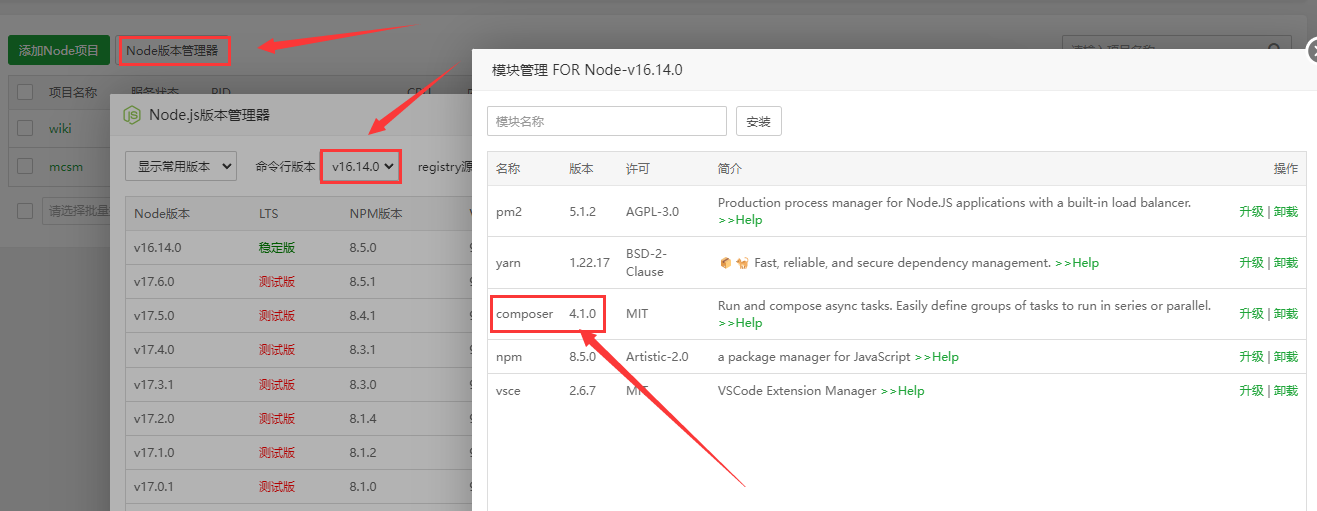 添加Node项目 Node版本管理器
项目名称 服务状态 PID CPU
wiki
mcsm
请选择批量
Node.js版本管理器
显示常用版本 命令行版本 v16.14.0 registry源
Node版本 LTS NPM版本
v16.14.0 稳定版 8.5.0
v17.6.0 测试版 8.5.1
v17.5.0 测试版 8.4.1
v17.4.0 测试版 8.3.1
v17.3.1 测试版 8.3.0
v17.2.0 测试版 8.1.4
v17.1.0 测试版 8.1.2
v17.0.1 测试版 8.1.0
模块管理 FOR Node-v16.14.0
模块名称 安装
名称 版本 许可 简介 操作
pm2 5.1.2 AGPL-3.0 Production process manager for NodeJS applications with a built-in load balancer. 升级 | 卸载
>>Help
yarn 1.22.17 BSD-2- 📦🐈 Fast, reliable, and secure dependency management. >>Help 升级 | 卸载
Clause
composer 4.1.0 MIT Run and compose async tasks. Easily define groups of tasks to run in series or parallel. 升级 | 卸载
>>Help
npm 8.5.0 Artistic-2.0 a package manager for JavaScript >>Help 升级 | 卸载
vsce 2.6.7 MIT VSCode Extension Manager >>Help 升级 | 卸载